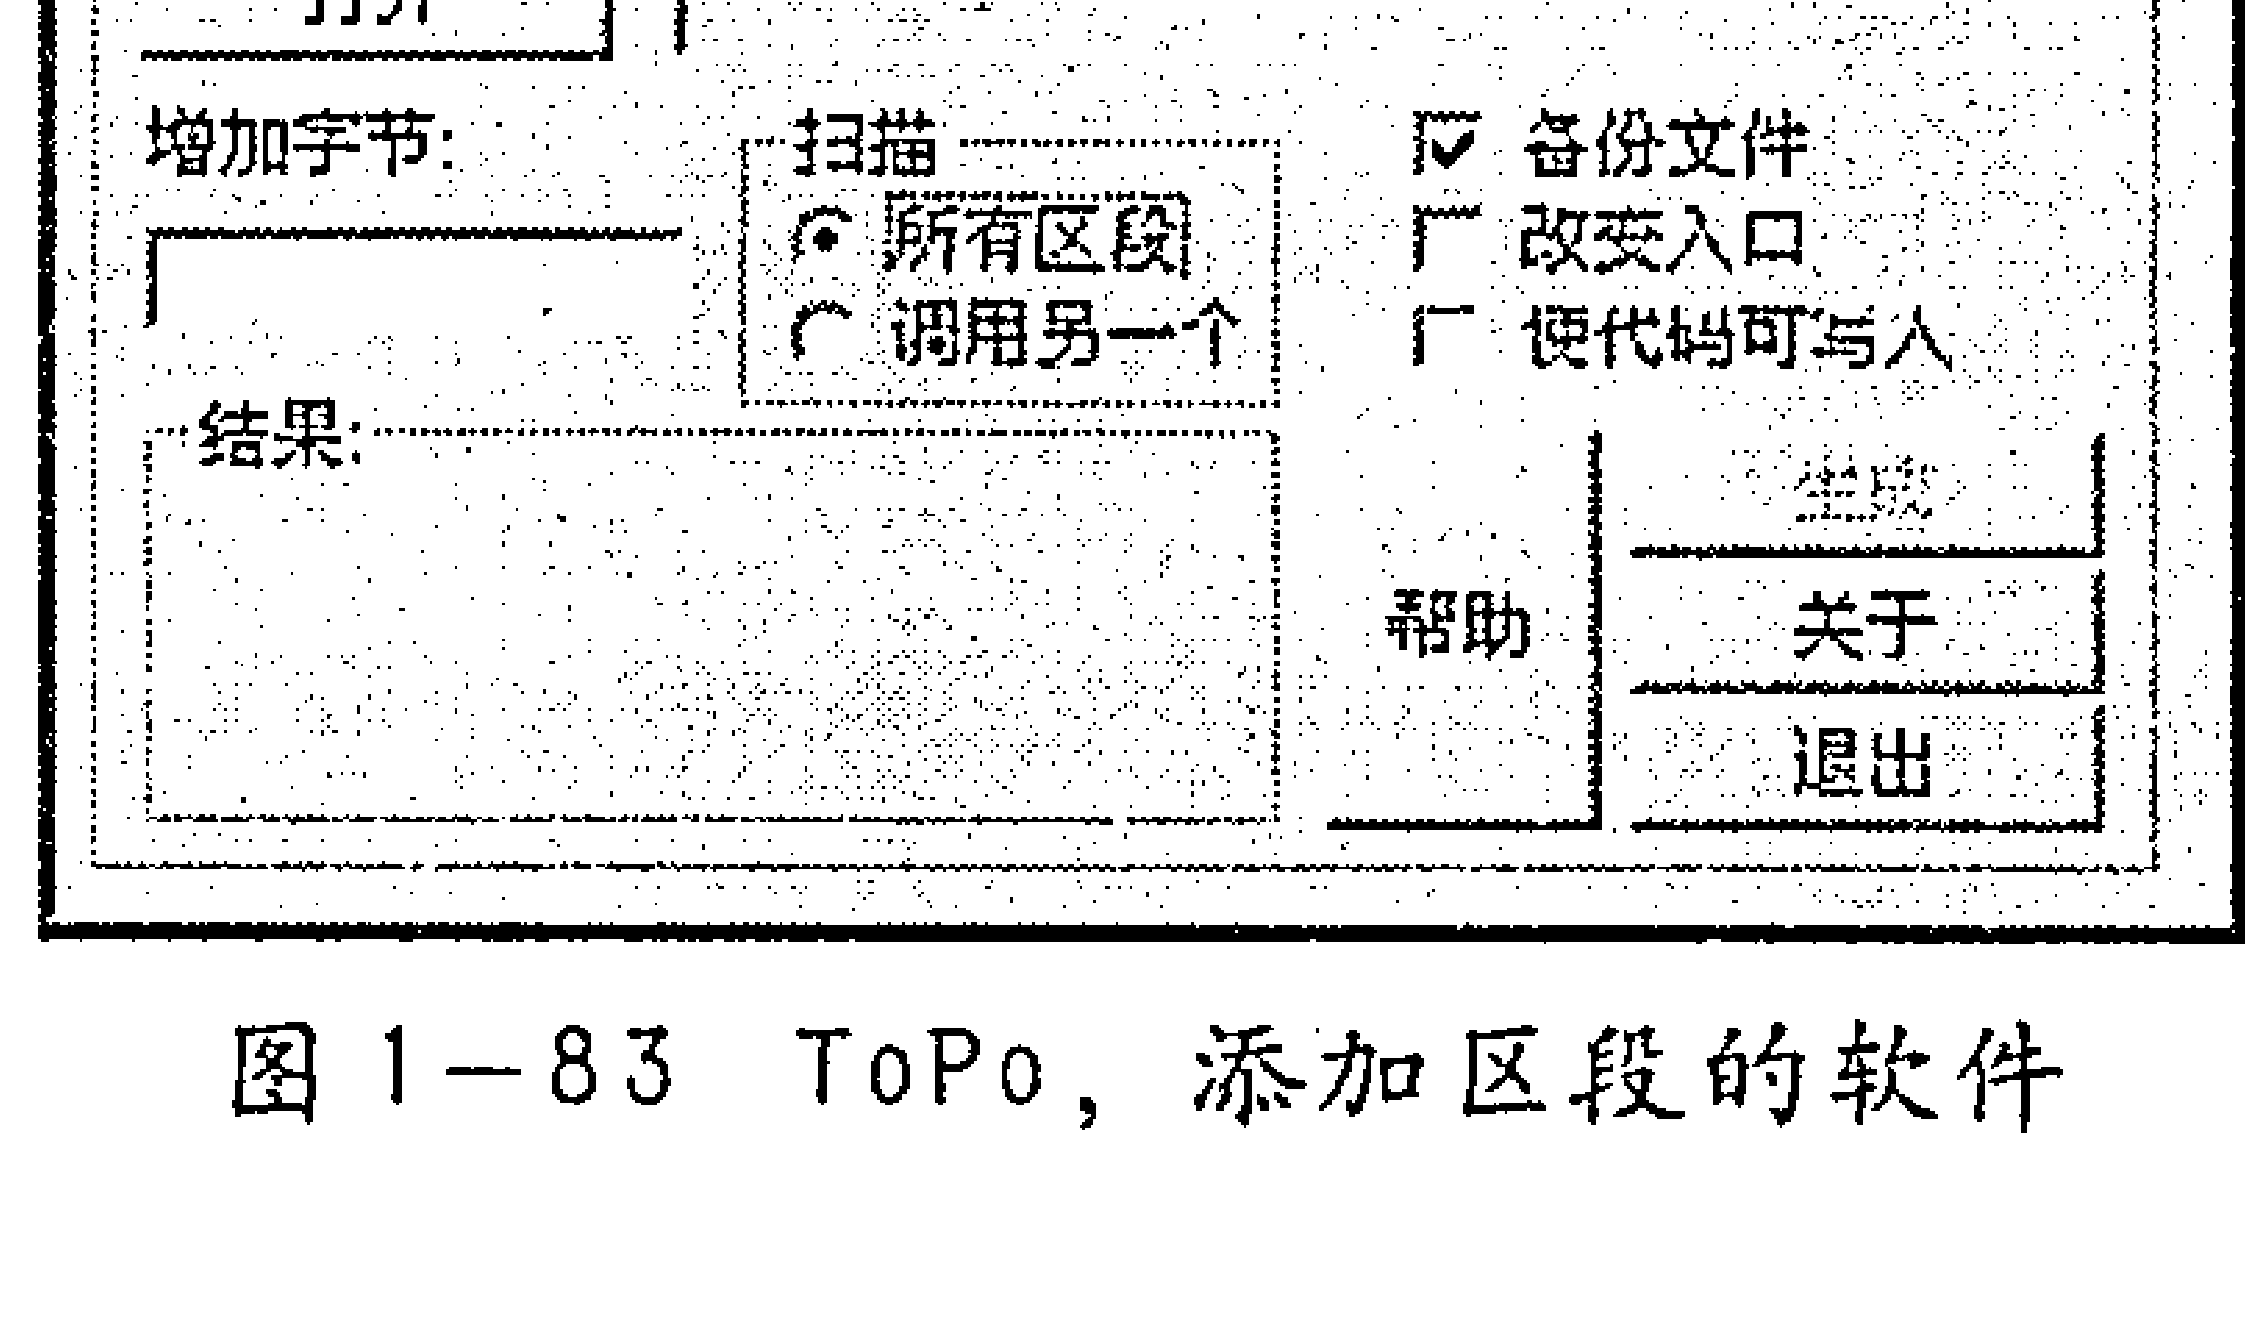 打开
增加字节:
扫描
备份文件
所有区段
改变入口
调用另一个
使代码可写入
结果:
帮助
关于
退出
图1-83 ToPo,添加区段的软件